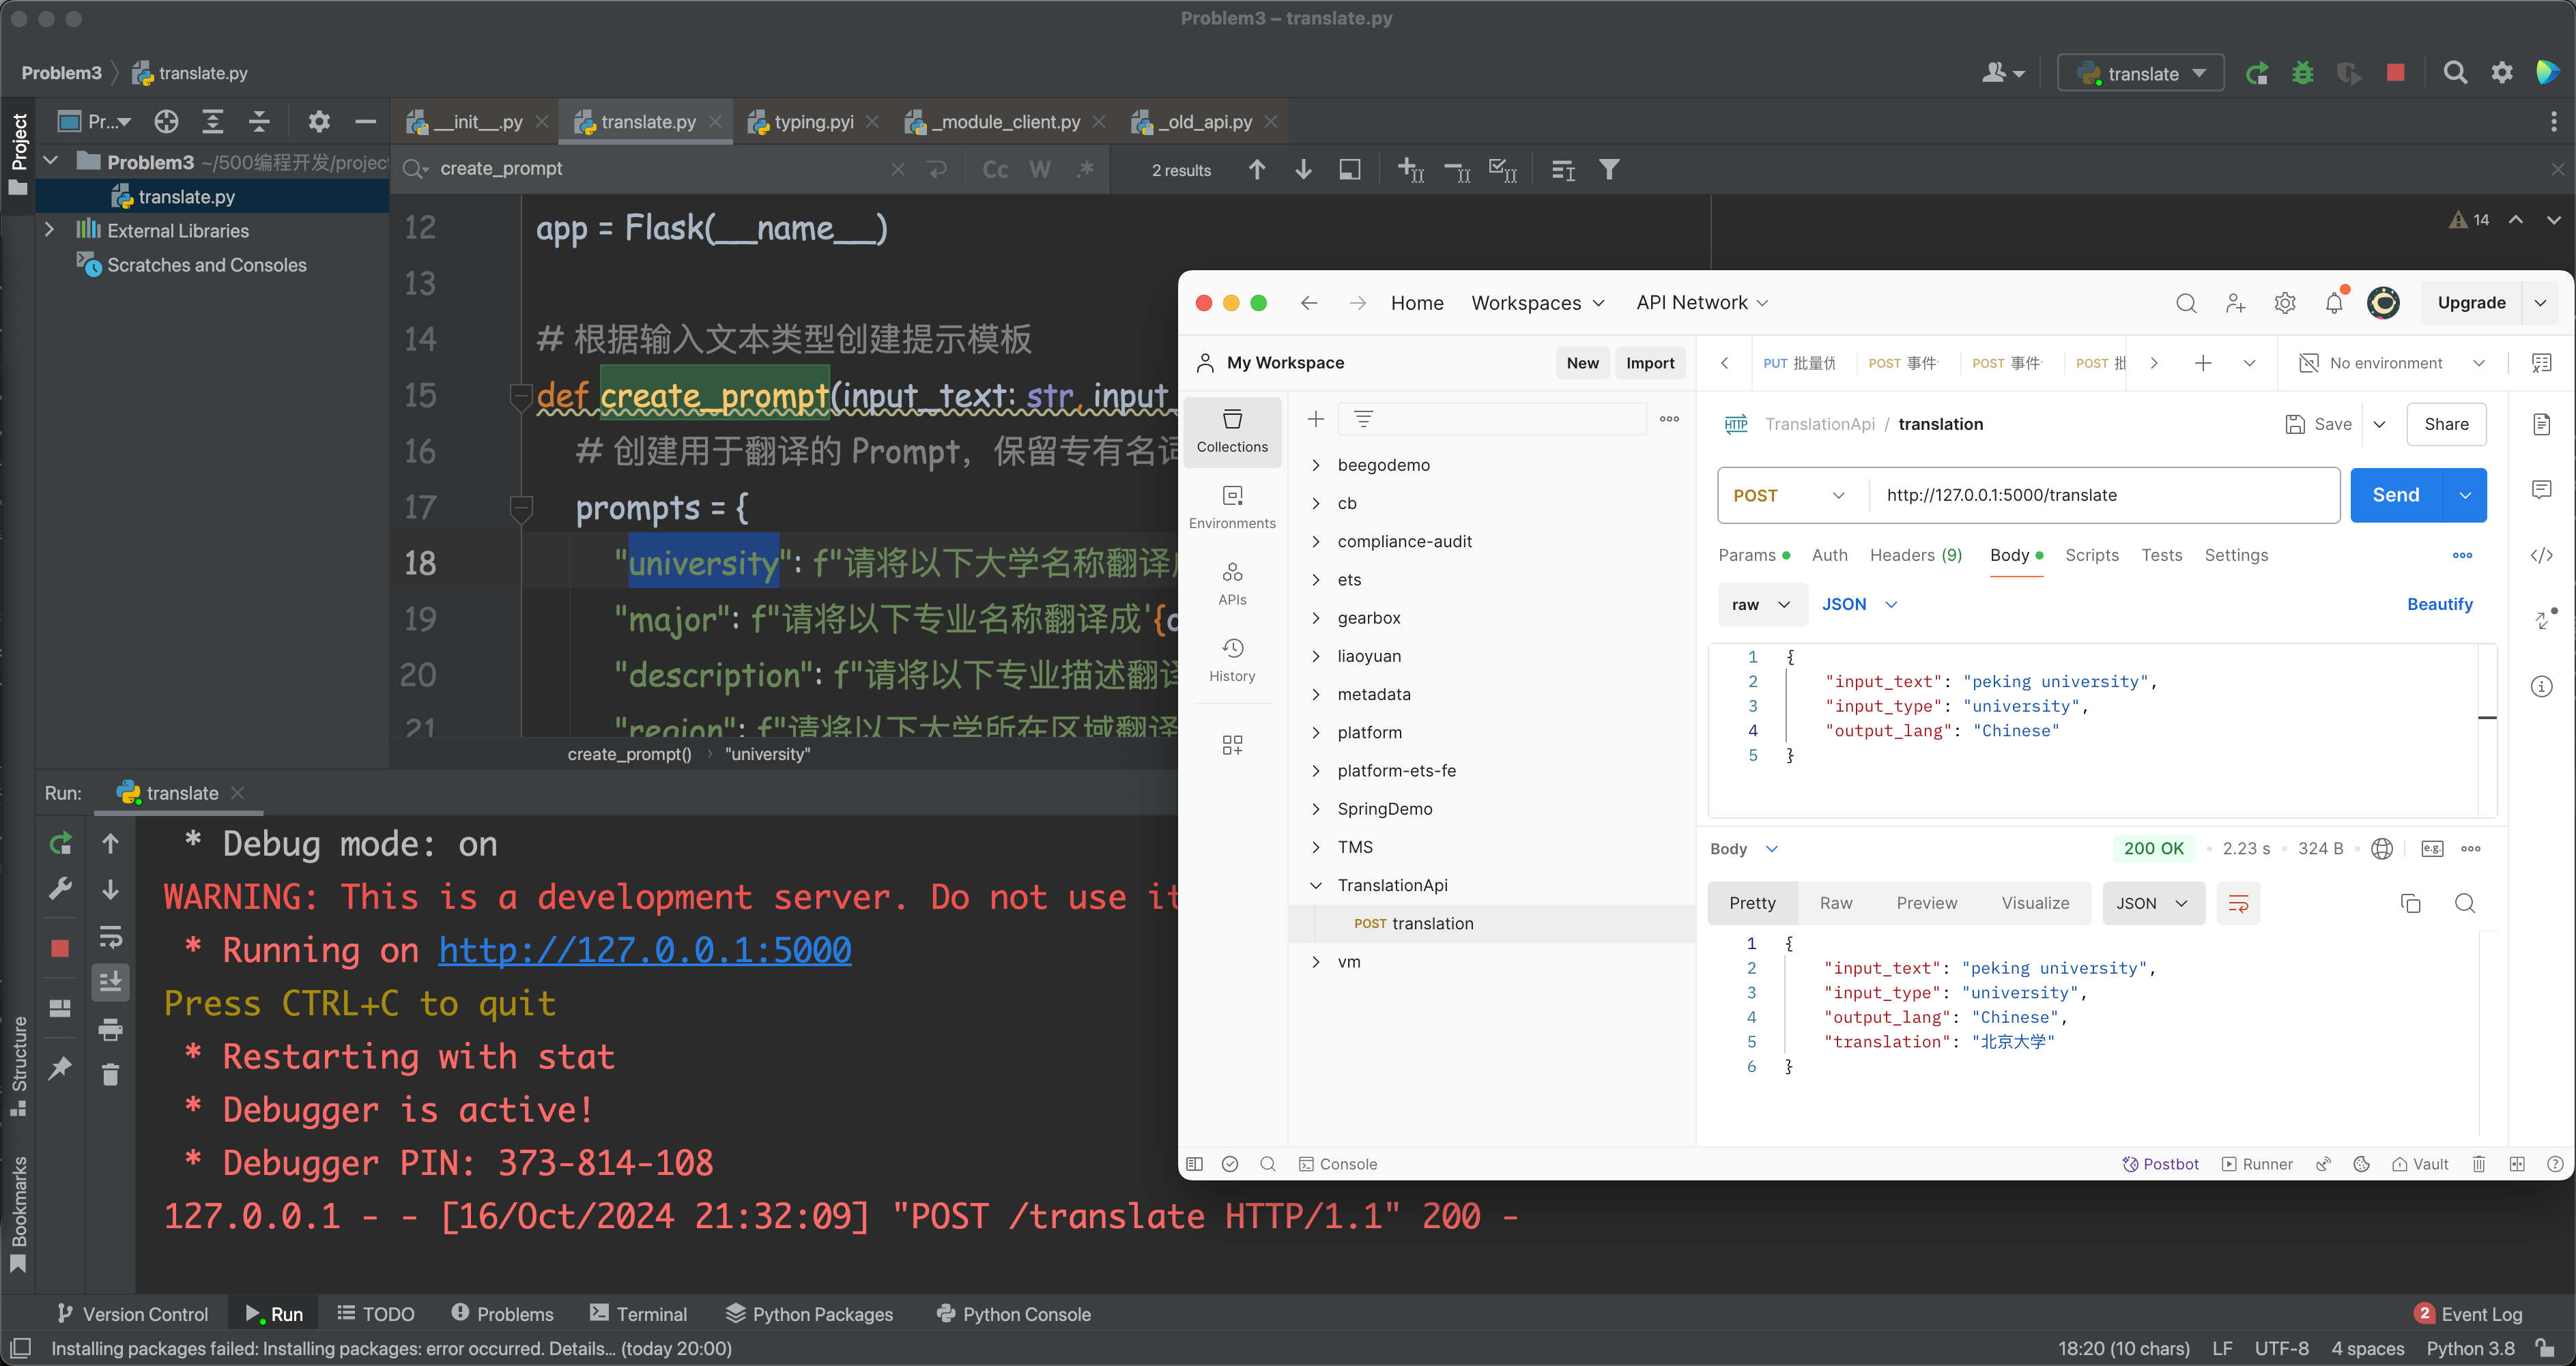 Problem3 – translate.py
Problem3
translate.py
translate
Project
Pr...
__init__.py
translate.py
typing.pyi
_module_client.py
_old_api.py
Problem3 ~/500编程开发/project
translate.py
External Libraries
Scratches and Consoles
create_prompt
Cc
W
.*
2 results
14
12 app = Flask(__name__)
13
14 # 根据输入文本类型创建提示模板
15 def create_prompt(input_text: str, input_
16 # 创建用于翻译的 Prompt，保留专有名词
17 prompts = {
18 "university": f"请将以下大学名称翻译成
19 "major": f"请将以下专业名称翻译成'{
20 "description": f"请将以下专业描述翻译
21 "region": f"请将以下大学所在区域翻译
create_prompt() › "university"
Run:
translate
* Debug mode: on
WARNING: This is a development server. Do not use it
* Running on http://127.0.0.1:5000
Press CTRL+C to quit
* Restarting with stat
* Debugger is active!
* Debugger PIN: 373-814-108
127.0.0.1 - - [16/Oct/2024 21:32:09] "POST /translate HTTP/1.1" 200 -
Structure
Bookmarks
Version Control
Run
TODO
Problems
Terminal
Python Packages
Python Console
2 Event Log
Installing packages failed: Installing packages: error occurred. Details... (today 20:00)
18:20 (10 chars)
LF
UTF-8
4 spaces
Python 3.8
Home
Workspaces
API Network
Upgrade
My Workspace
New
Import
PUT 批量优
POST 事件
POST 事件
POST 批
No environment
Collections
Environments
APIs
History
beegodemo
cb
compliance-audit
ets
gearbox
liaoyuan
metadata
platform
platform-ets-fe
SpringDemo
TMS
TranslationApi
POST translation
vm
HTTP
TranslationApi / translation
Save
Share
POST
http://127.0.0.1:5000/translate
Send
Params
Auth
Headers (9)
Body
Scripts
Tests
Settings
raw
JSON
Beautify
1 {
2 "input_text": "peking university",
3 "input_type": "university",
4 "output_lang": "Chinese"
5 }
Body
200 OK
2.23 s
324 B
e.g.
Pretty
Raw
Preview
Visualize
JSON
1 {
2 "input_text": "peking university",
3 "input_type": "university",
4 "output_lang": "Chinese",
5 "translation": "北京大学"
6 }
Console
Postbot
Runner
Vault